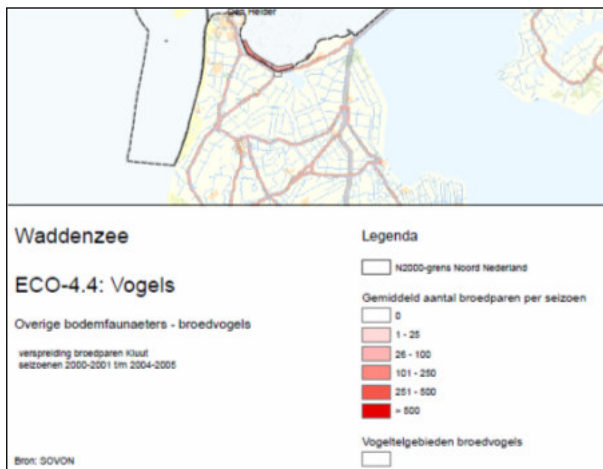 Den Helder
Waddenzee
ECO-4.4: Vogels
Overige bodemfaunaeters - broedvogels
verspreiding broedparen Kluut
seizoenen 2000-2001 t/m 2004-2005
Bron: SOVON
Legenda
N2000-grens Noord Nederland
Gemiddeld aantal broedparen per seizoen
0
1 - 25
26 - 100
101 - 250
251 - 500
> 500
Vogeltelgebieden broedvogels